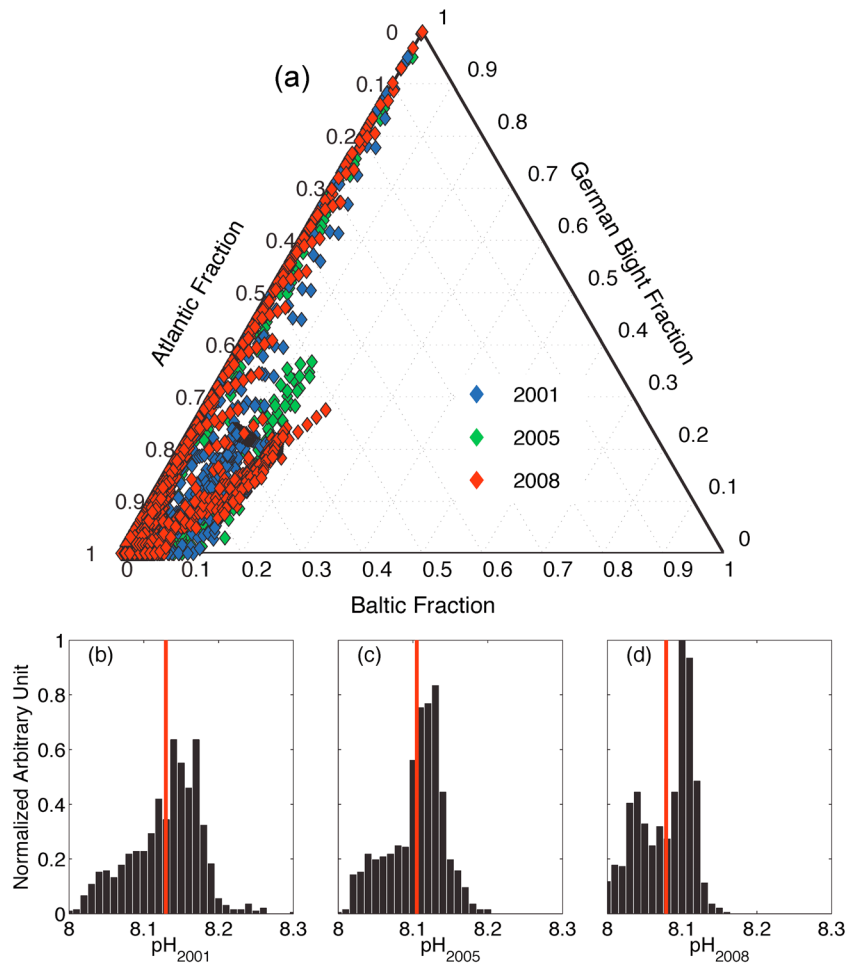 1
0
(a)
0.9
0.1
0.8
0.2
0.7
0.3
0.6
0.4
0.5
0.5
0.4
0.6
0.3
0.7
0.2
0.8
0.1
0.9
0
1
Atlantic Fraction
German Bight Fraction
2001
2005
2008
0 0.1 0.2 0.3 0.4 0.5 0.6 0.7 0.8 0.9 1
Baltic Fraction
(b)
(c)
(d)
Normalized Arbitrary Unit
1
0.8
0.6
0.4
0.2
0
8 8.1 8.2 8.3
8 8.1 8.2
8 8.1 8.2 8.3
pH2001
pH2005
pH2008